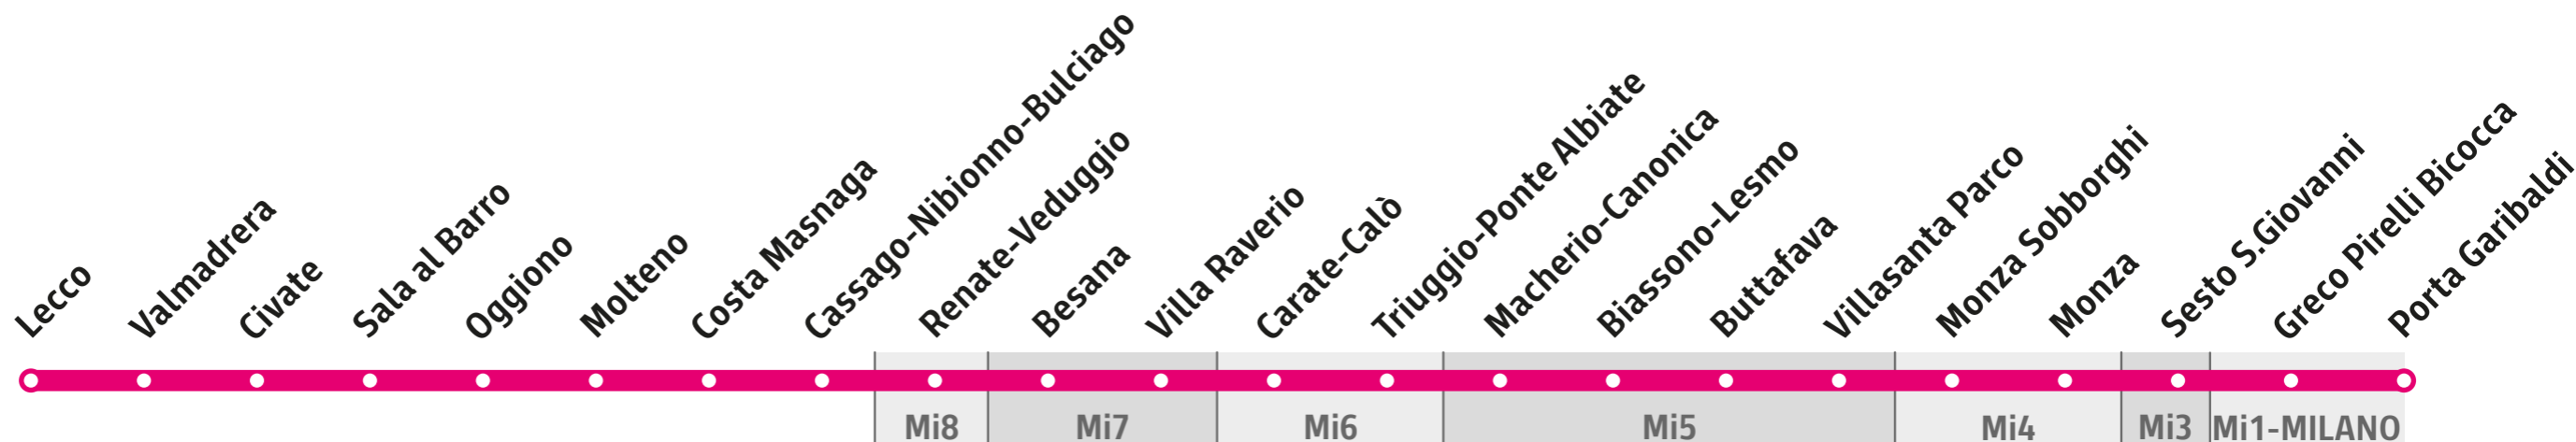 Lecco
Valmadrera
Civate
Sala al Barro
Oggiono
Molteno
Costa Masnaga
Cassago-Nibionno-Bulciago
Renate-Veduggio
Besana
Villa Raverio
Carate-Calò
Triuggio-Ponte Albiate
Macherio-Canonica
Biassono-Lesmo
Buttafava
Villasanta Parco
Monza Sobborghi
Monza
Sesto S.Giovanni
Greco Pirelli Bicocca
Porta Garibaldi
Mi8
Mi7
Mi6
Mi5
Mi4
Mi3
Mi1-MILANO